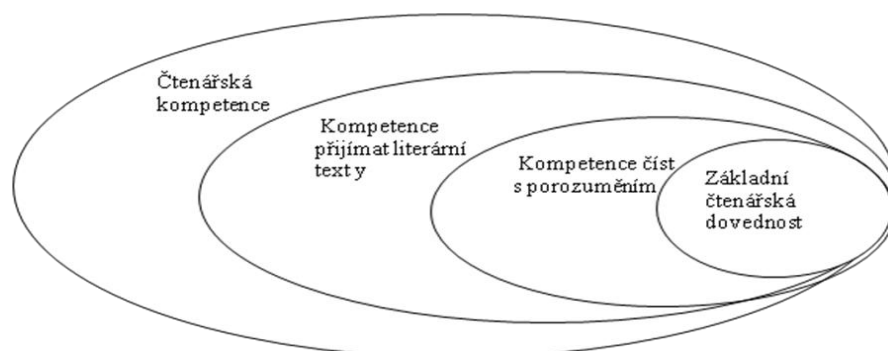 Čtenářská
kompetence
Kompetence
přijímat literární
texty
Kompetence číst
s porozuměním
Základní
čtenářská
dovednost